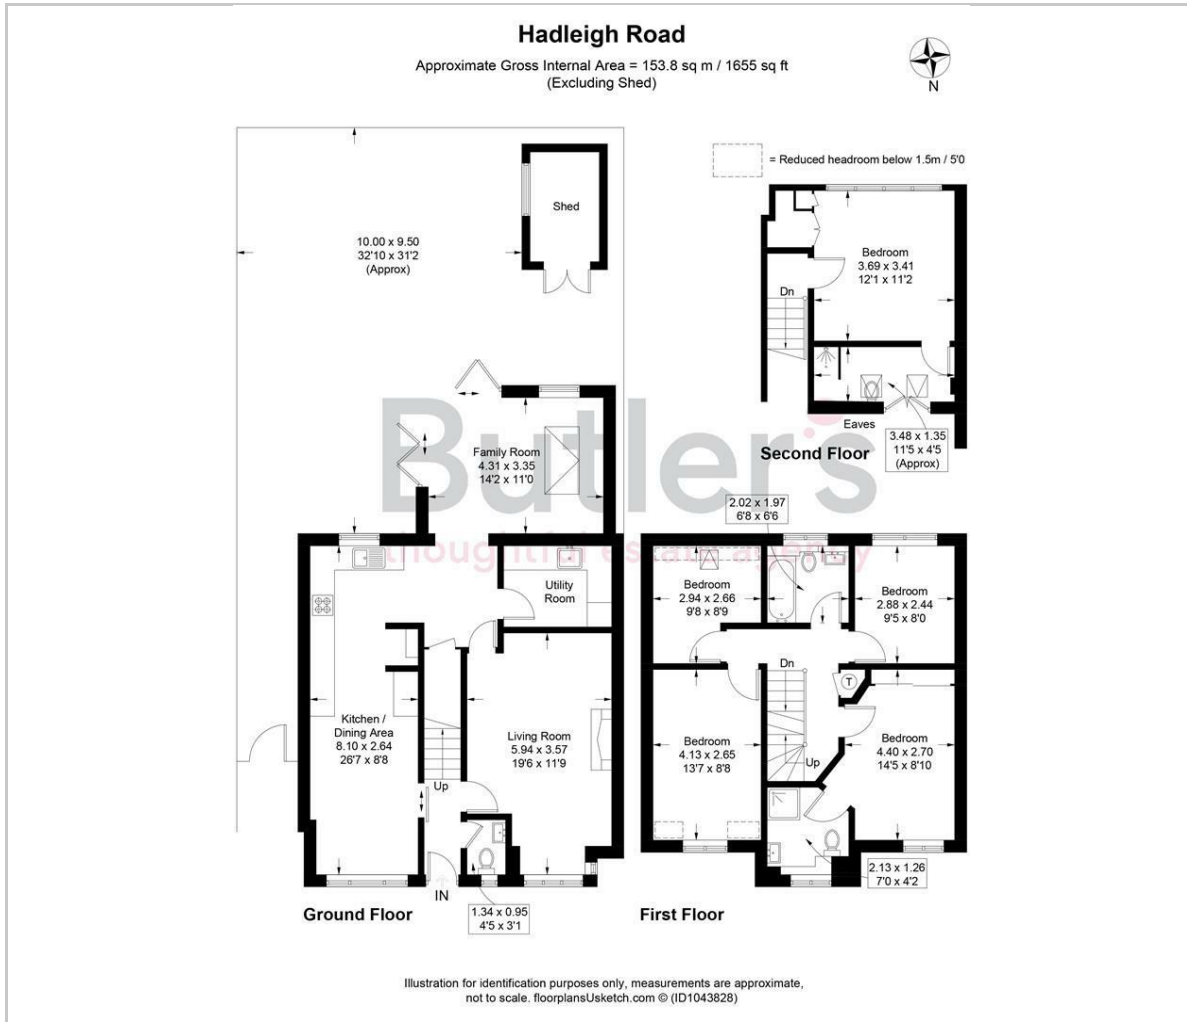 Hadleigh Road
Approximate Gross Internal Area = 153.8 sq m / 1655 sq ft
(Excluding Shed)
N
= Reduced headroom below 1.5m / 5'0
Shed
10.00 x 9.50
32'10 x 31'2
(Approx)
Bedroom
3.69 x 3.41
12'1 x 11'2
Dn
Eaves
3.48 x 1.35
11'5 x 4'5
(Approx)
Second Floor
Butler's
thoughtful estate agency
Family Room
4.31 x 3.35
14'2 x 11'0
Utility
Room
Kitchen /
Dining Area
8.10 x 2.64
26'7 x 8'8
Living Room
5.94 x 3.57
19'6 x 11'9
Up
IN
1.34 x 0.95
4'5 x 3'1
Ground Floor
2.02 x 1.97
6'8 x 6'6
Bedroom
2.94 x 2.66
9'8 x 8'9
Bedroom
2.88 x 2.44
9'5 x 8'0
Dn
T
Bedroom
4.13 x 2.65
13'7 x 8'8
Up
Bedroom
4.40 x 2.70
14'5 x 8'10
2.13 x 1.26
7'0 x 4'2
First Floor
Illustration for identification purposes only, measurements are approximate,
not to scale. floorplansUsketch.com © (ID1043828)